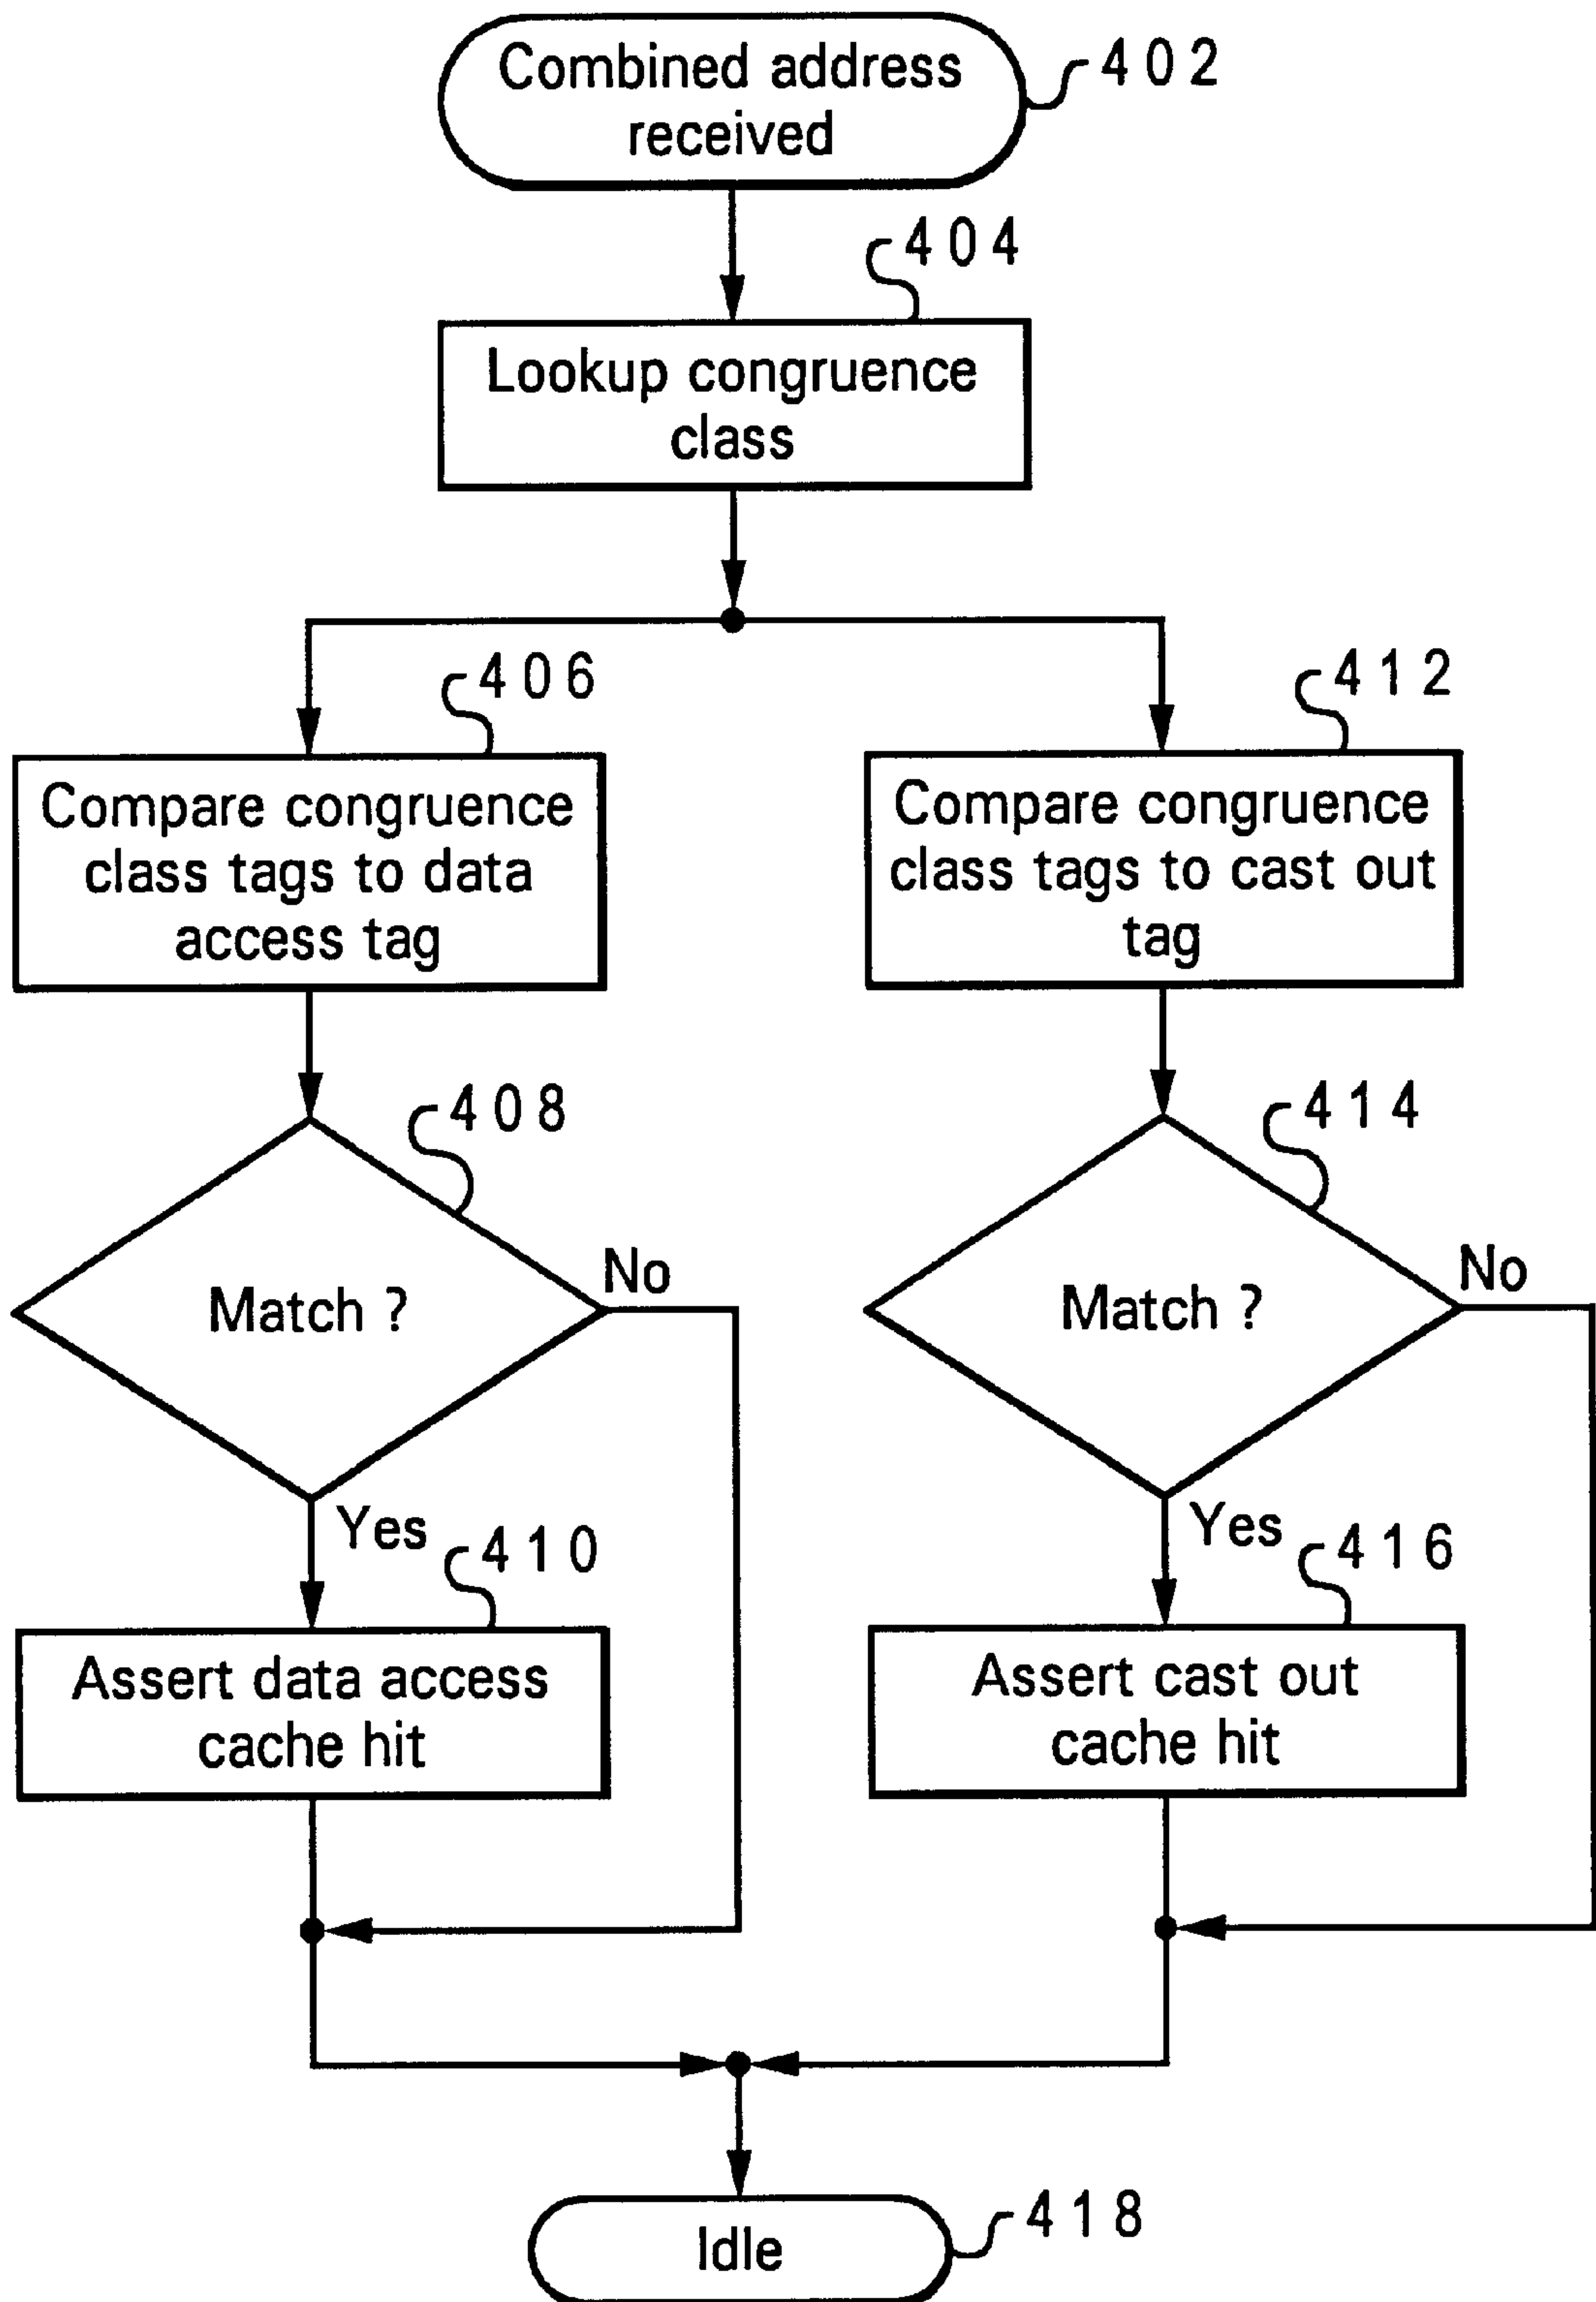 Combined address
received
402
404
Lookup congruence
class
406
Compare congruence
class tags to data
access tag
408
Match ?
No
Yes
410
Assert data access
cache hit
412
Compare congruence
class tags to cast out
tag
414
Match ?
No
Yes
416
Assert cast out
cache hit
Idle
418